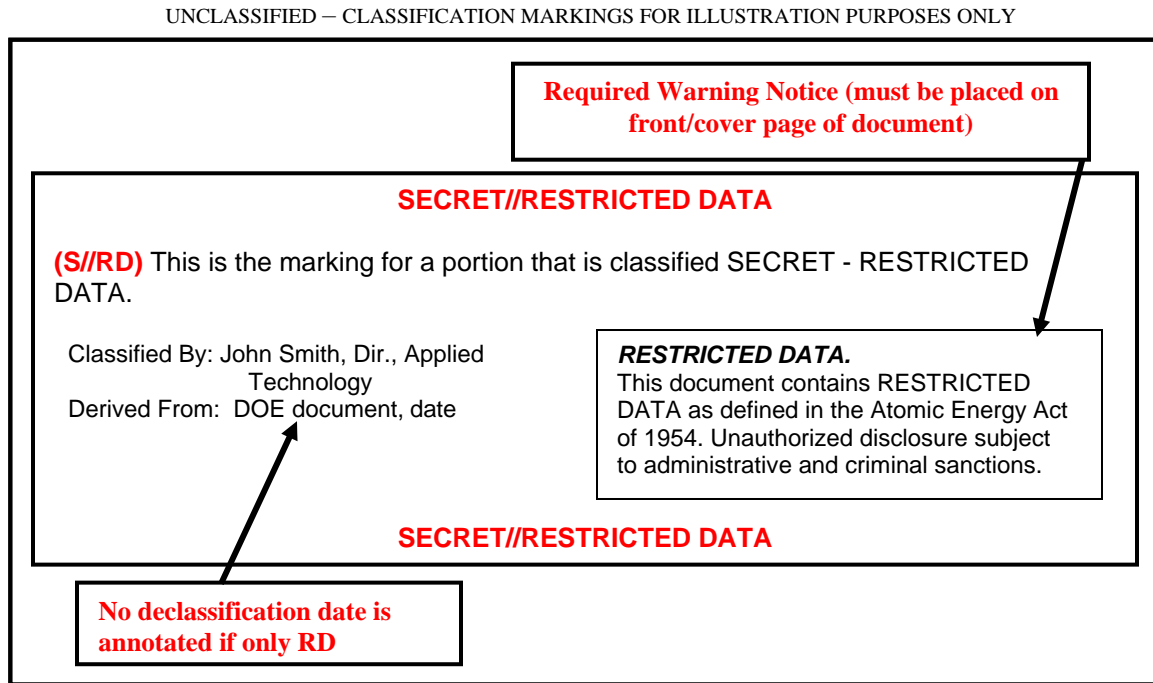 UNCLASSIFIED – CLASSIFICATION MARKINGS FOR ILLUSTRATION PURPOSES ONLY
Required Warning Notice (must be placed on
front/cover page of document)
SECRET//RESTRICTED DATA
(S//RD) This is the marking for a portion that is classified SECRET - RESTRICTED
DATA.
Classified By: John Smith, Dir., Applied
Technology
Derived From: DOE document, date
RESTRICTED DATA.
This document contains RESTRICTED
DATA as defined in the Atomic Energy Act
of 1954. Unauthorized disclosure subject
to administrative and criminal sanctions.
SECRET//RESTRICTED DATA
No declassification date is
annotated if only RD